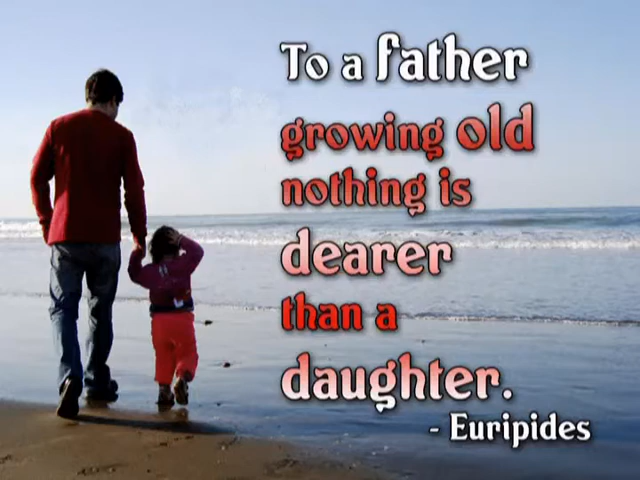 To a father
growing old
nothing is
dearer
than a
daughter.
- Euripides